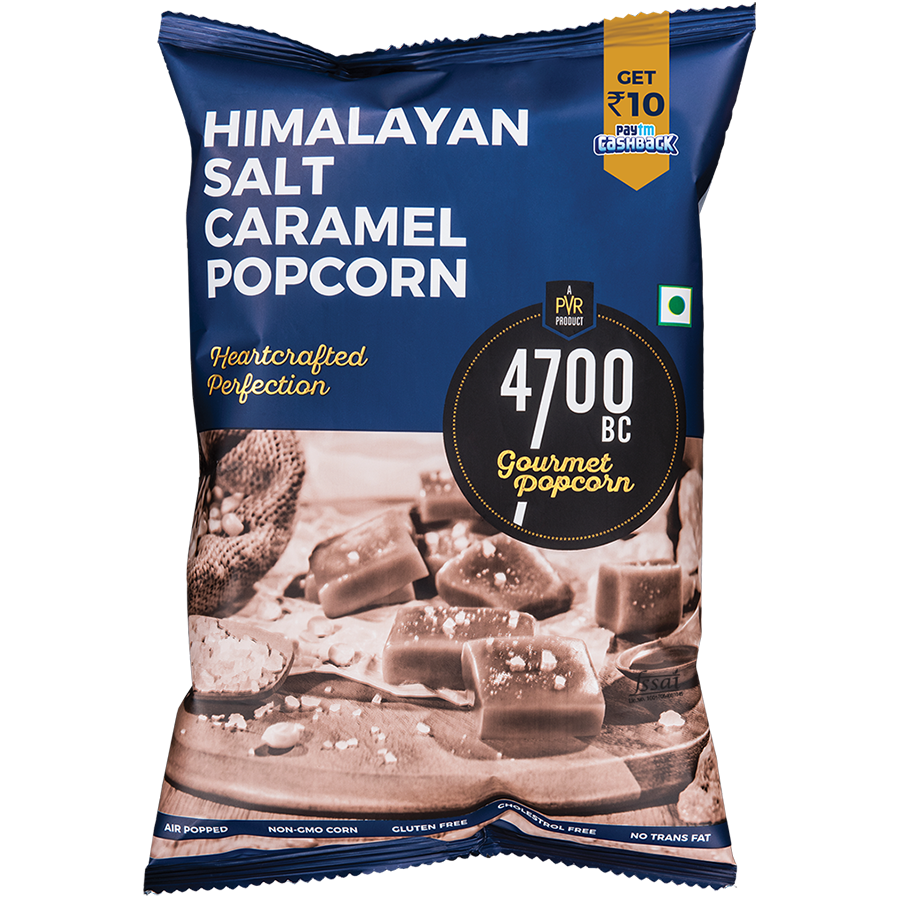 GET
₹10
paytm
CASHBACK
HIMALAYAN
SALT
CARAMEL
POPCORN
Heartcrafted
Perfection
A
PVR
PRODUCT
4700
BC
Gourmet
Popcorn
fssai
AIR POPPED
NON-GMO CORN
GLUTEN FREE
CHOLESTROL FREE
NO TRANS FAT